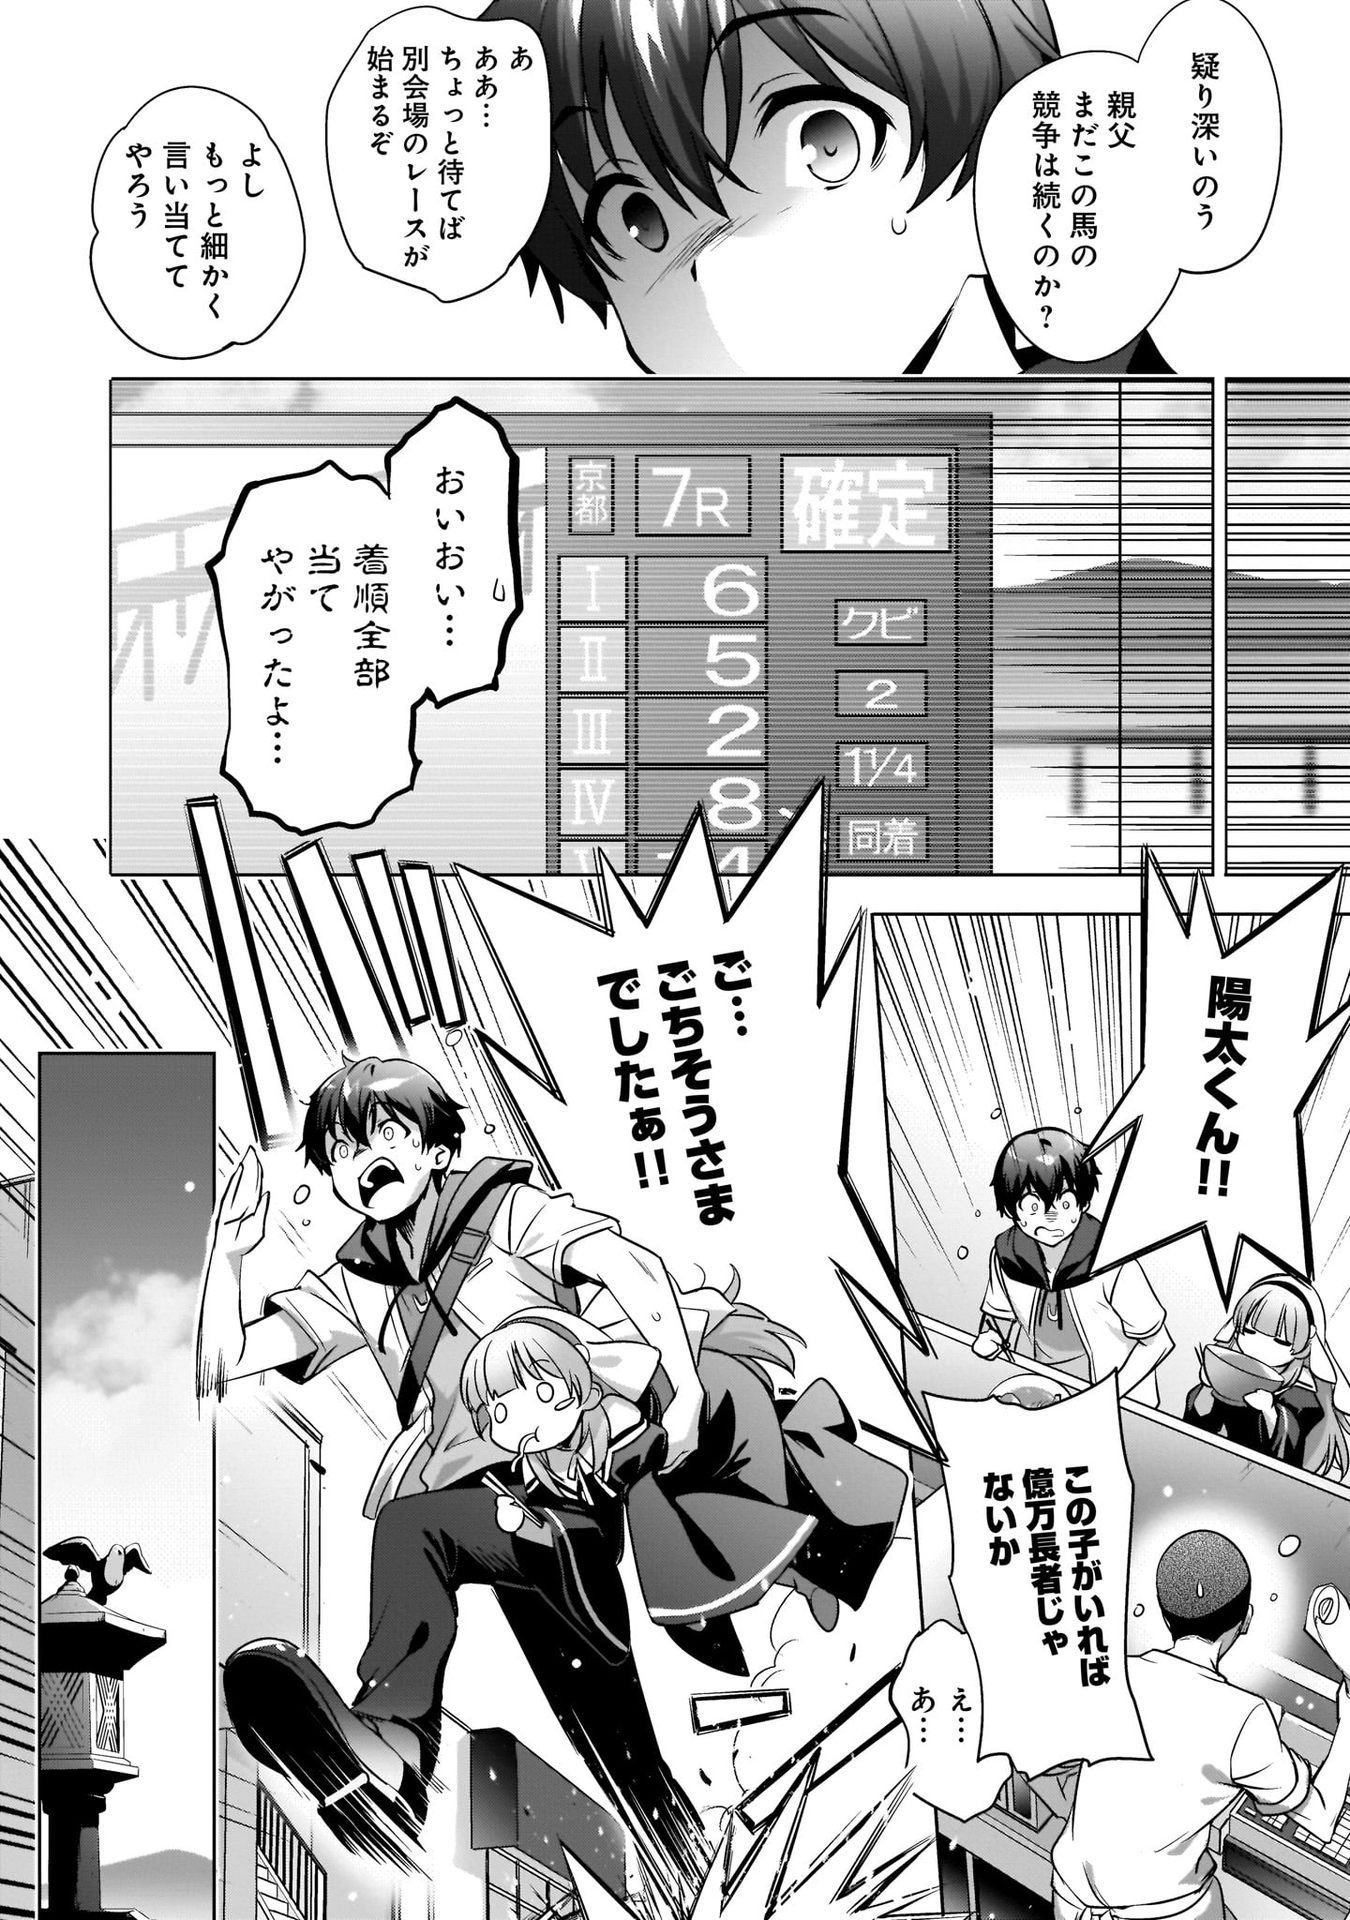 疑り深いのう
親父
まだこの馬の
競争は続くのか？
あ
ああ…
ちょっと待てば
別会場のレースが
始まるぞ
よし
もっと細かく
言い当てて
やろう
京都
7R
確定
I
6
II
5
クビ
III
2
2
IV
8
1 1/4
同着
おいおい…
着順全部
当て
やがったよ…
陽太くん!!
この子がいれば
億万長者じゃ
ないか
え…
あ…
ご…
ごちそうさま
でしたぁ!!